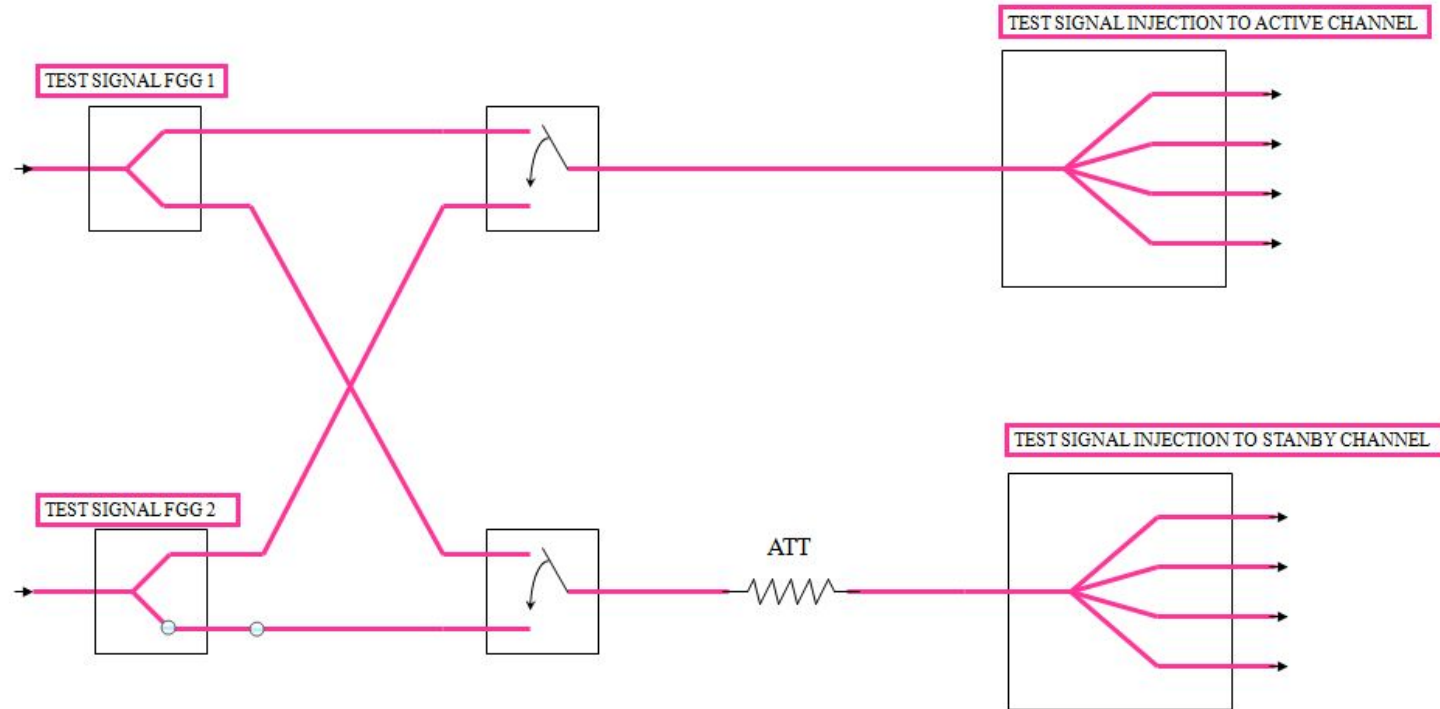 TEST SIGNAL INJECTION TO ACTIVE CHANNEL
TEST SIGNAL FGG 1
TEST SIGNAL INJECTION TO STANBY CHANNEL
TEST SIGNAL FGG 2
ATT